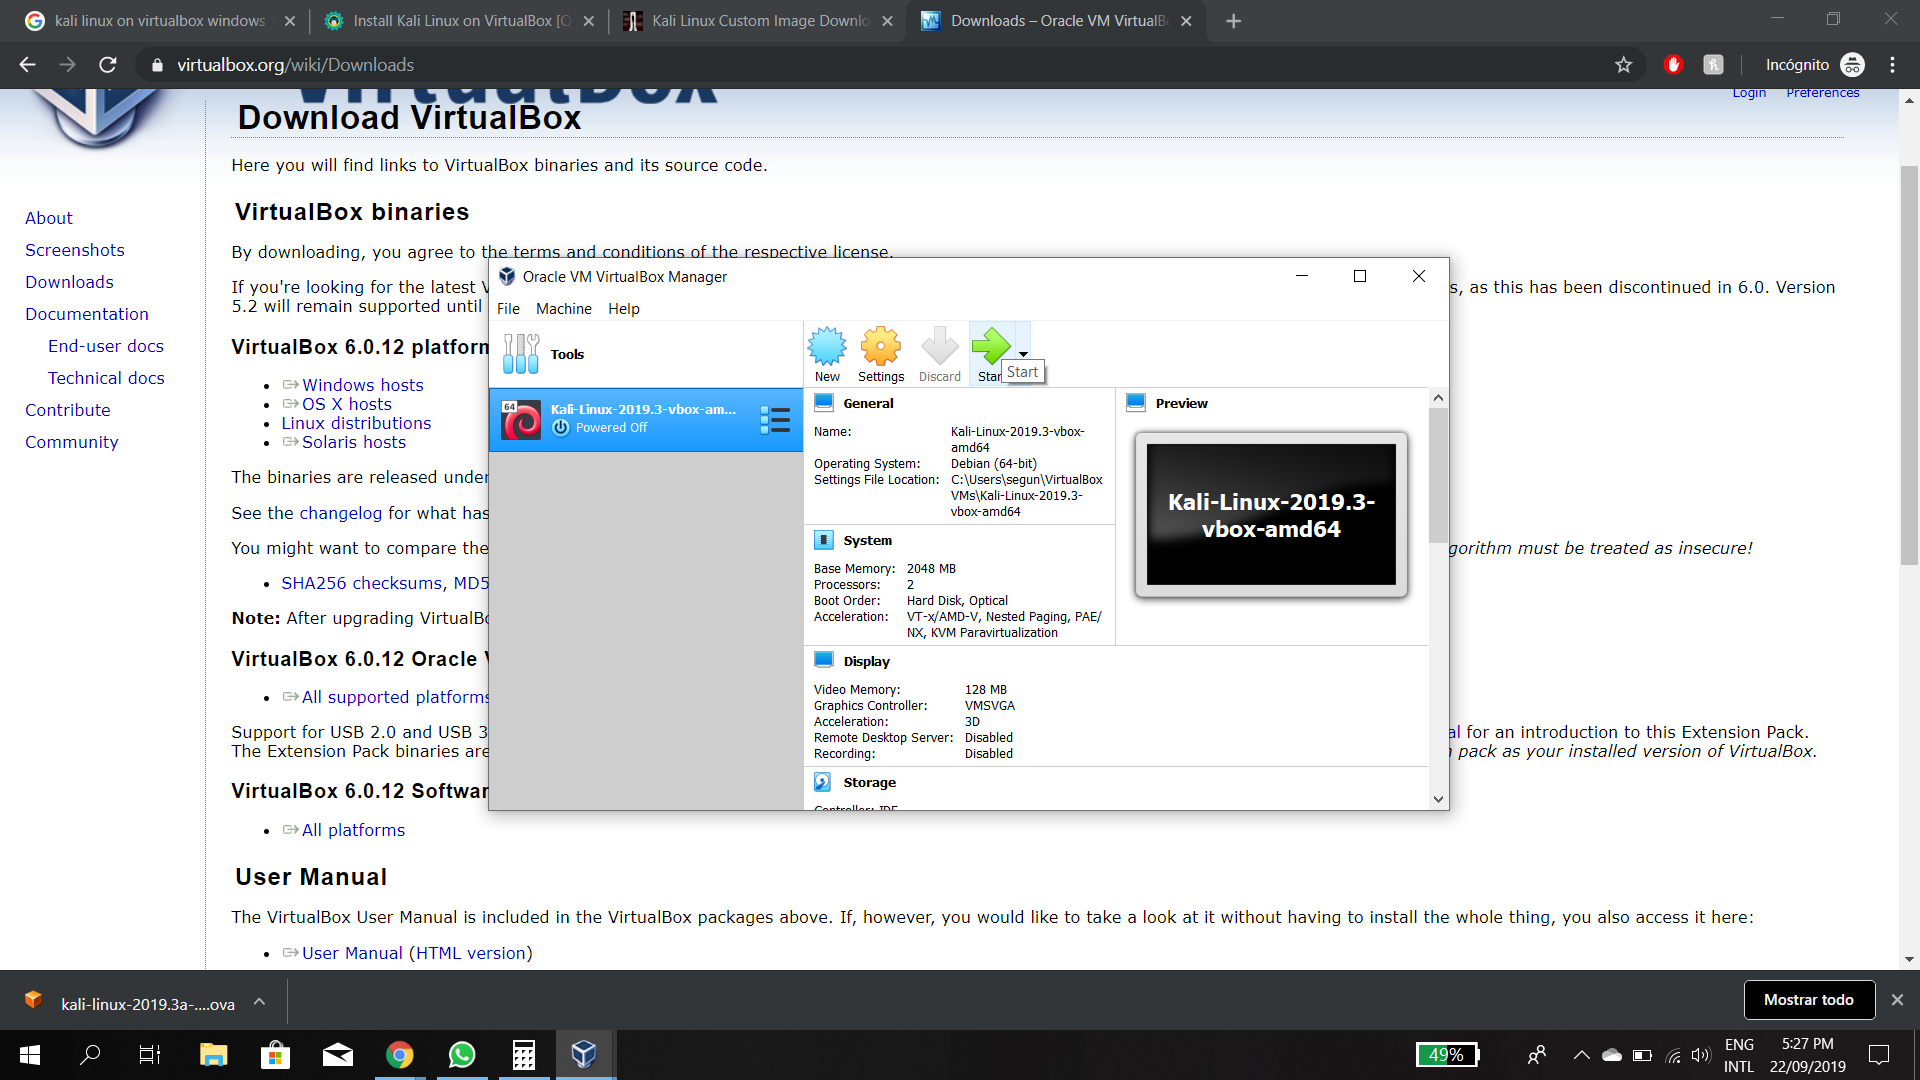 kali linux on virtualbox windows
Install Kali Linux on VirtualBox [Q
Kali Linux Custom Image Downlo
Downloads – Oracle VM VirtualB
virtualbox.org/wiki/Downloads
Incógnito
VirtualBox
Login Preferences
Download VirtualBox
Here you will find links to VirtualBox binaries and its source code.
About
Screenshots
Downloads
Documentation
End-user docs
Technical docs
Contribute
Community
VirtualBox binaries
By downloading, you agree to the terms and conditions of the respective license.
If you're looking for the latest V
s, as this has been discontinued in 6.0. Version
5.2 will remain supported until
VirtualBox 6.0.12 platform
Windows hosts
OS X hosts
Linux distributions
Solaris hosts
The binaries are released under
See the changelog for what has
You might want to compare the
gorithm must be treated as insecure!
SHA256 checksums, MD5
Note: After upgrading VirtualBo
VirtualBox 6.0.12 Oracle V
All supported platforms
Support for USB 2.0 and USB 3
al for an introduction to this Extension Pack.
The Extension Pack binaries are
pack as your installed version of VirtualBox.
VirtualBox 6.0.12 Softwar
All platforms
User Manual
The VirtualBox User Manual is included in the VirtualBox packages above. If, however, you would like to take a look at it without having to install the whole thing, you also access it here:
User Manual (HTML version)
Oracle VM VirtualBox Manager
File Machine Help
Tools
New Settings Discard Star
Start
64
Kali-Linux-2019.3-vbox-am...
Powered Off
General
Name: Kali-Linux-2019.3-vbox-
amd64
Operating System: Debian (64-bit)
Settings File Location: C:\Users\segun\VirtualBox
VMs\Kali-Linux-2019.3-
vbox-amd64
System
Base Memory: 2048 MB
Processors: 2
Boot Order: Hard Disk, Optical
Acceleration: VT-x/AMD-V, Nested Paging, PAE/
NX, KVM Paravirtualization
Display
Video Memory: 128 MB
Graphics Controller: VMSVGA
Acceleration: 3D
Remote Desktop Server: Disabled
Recording: Disabled
Storage
Controller: IDE
Preview
Kali-Linux-2019.3-
vbox-amd64
kali-linux-2019.3a-....ova
Mostrar todo
49%
ENG
INTL
5:27 PM
22/09/2019